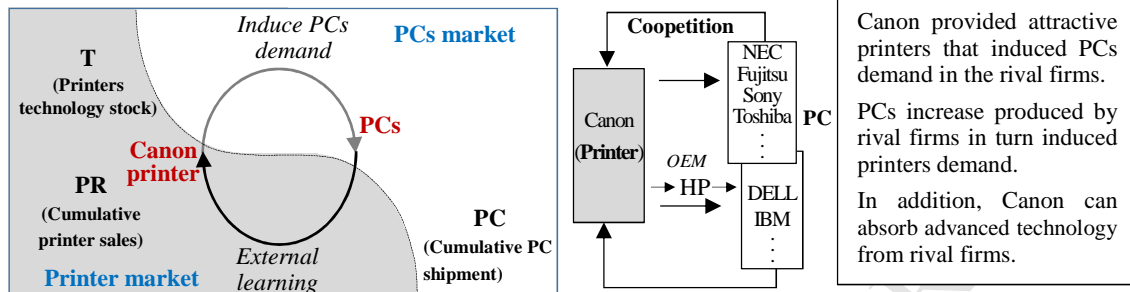 Induce PCs
demand
PCs market
T
(Printers
technology stock)
PCs
Canon
printer
PR
(Cumulative
printer sales)
PC
(Cumulative PC
shipment)
External
learning
Printer market
Coopetition
NEC
Fujitsu
Sony
Toshiba
·
·
·
PC
Canon
(Printer)
OEM
HP
DELL
IBM
·
·
·
Canon provided attractive
printers that induced PCs
demand in the rival firms.
PCs increase produced by
rival firms in turn induced
printers demand.
In addition, Canon can
absorb advanced technology
from rival firms.